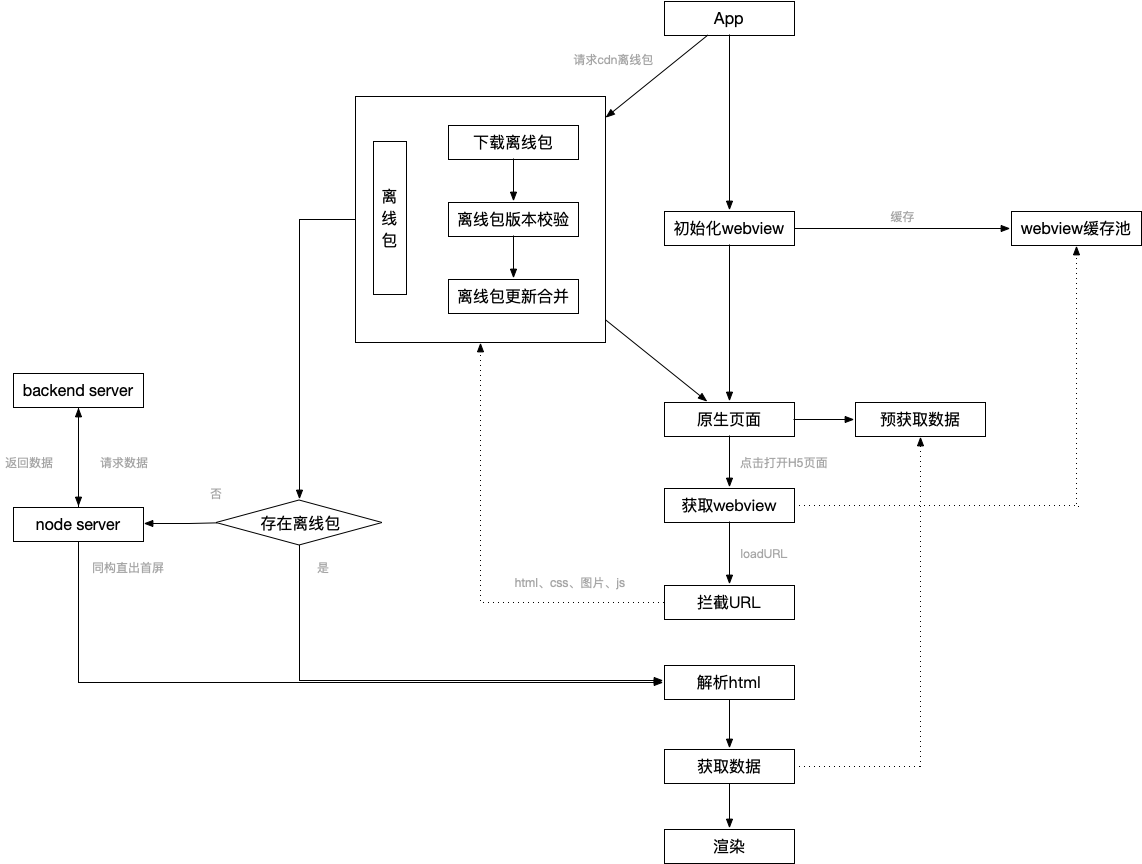 App
请求cdn离线包
下载离线包
离
线
包
离线包版本校验
离线包更新合并
初始化webview
缓存
webview缓存池
backend server
返回数据
请求数据
原生页面
预获取数据
点击打开H5页面
获取webview
否
node server
存在离线包
同构直出首屏
是
loadURL
html、css、图片、js
拦截URL
解析html
获取数据
渲染